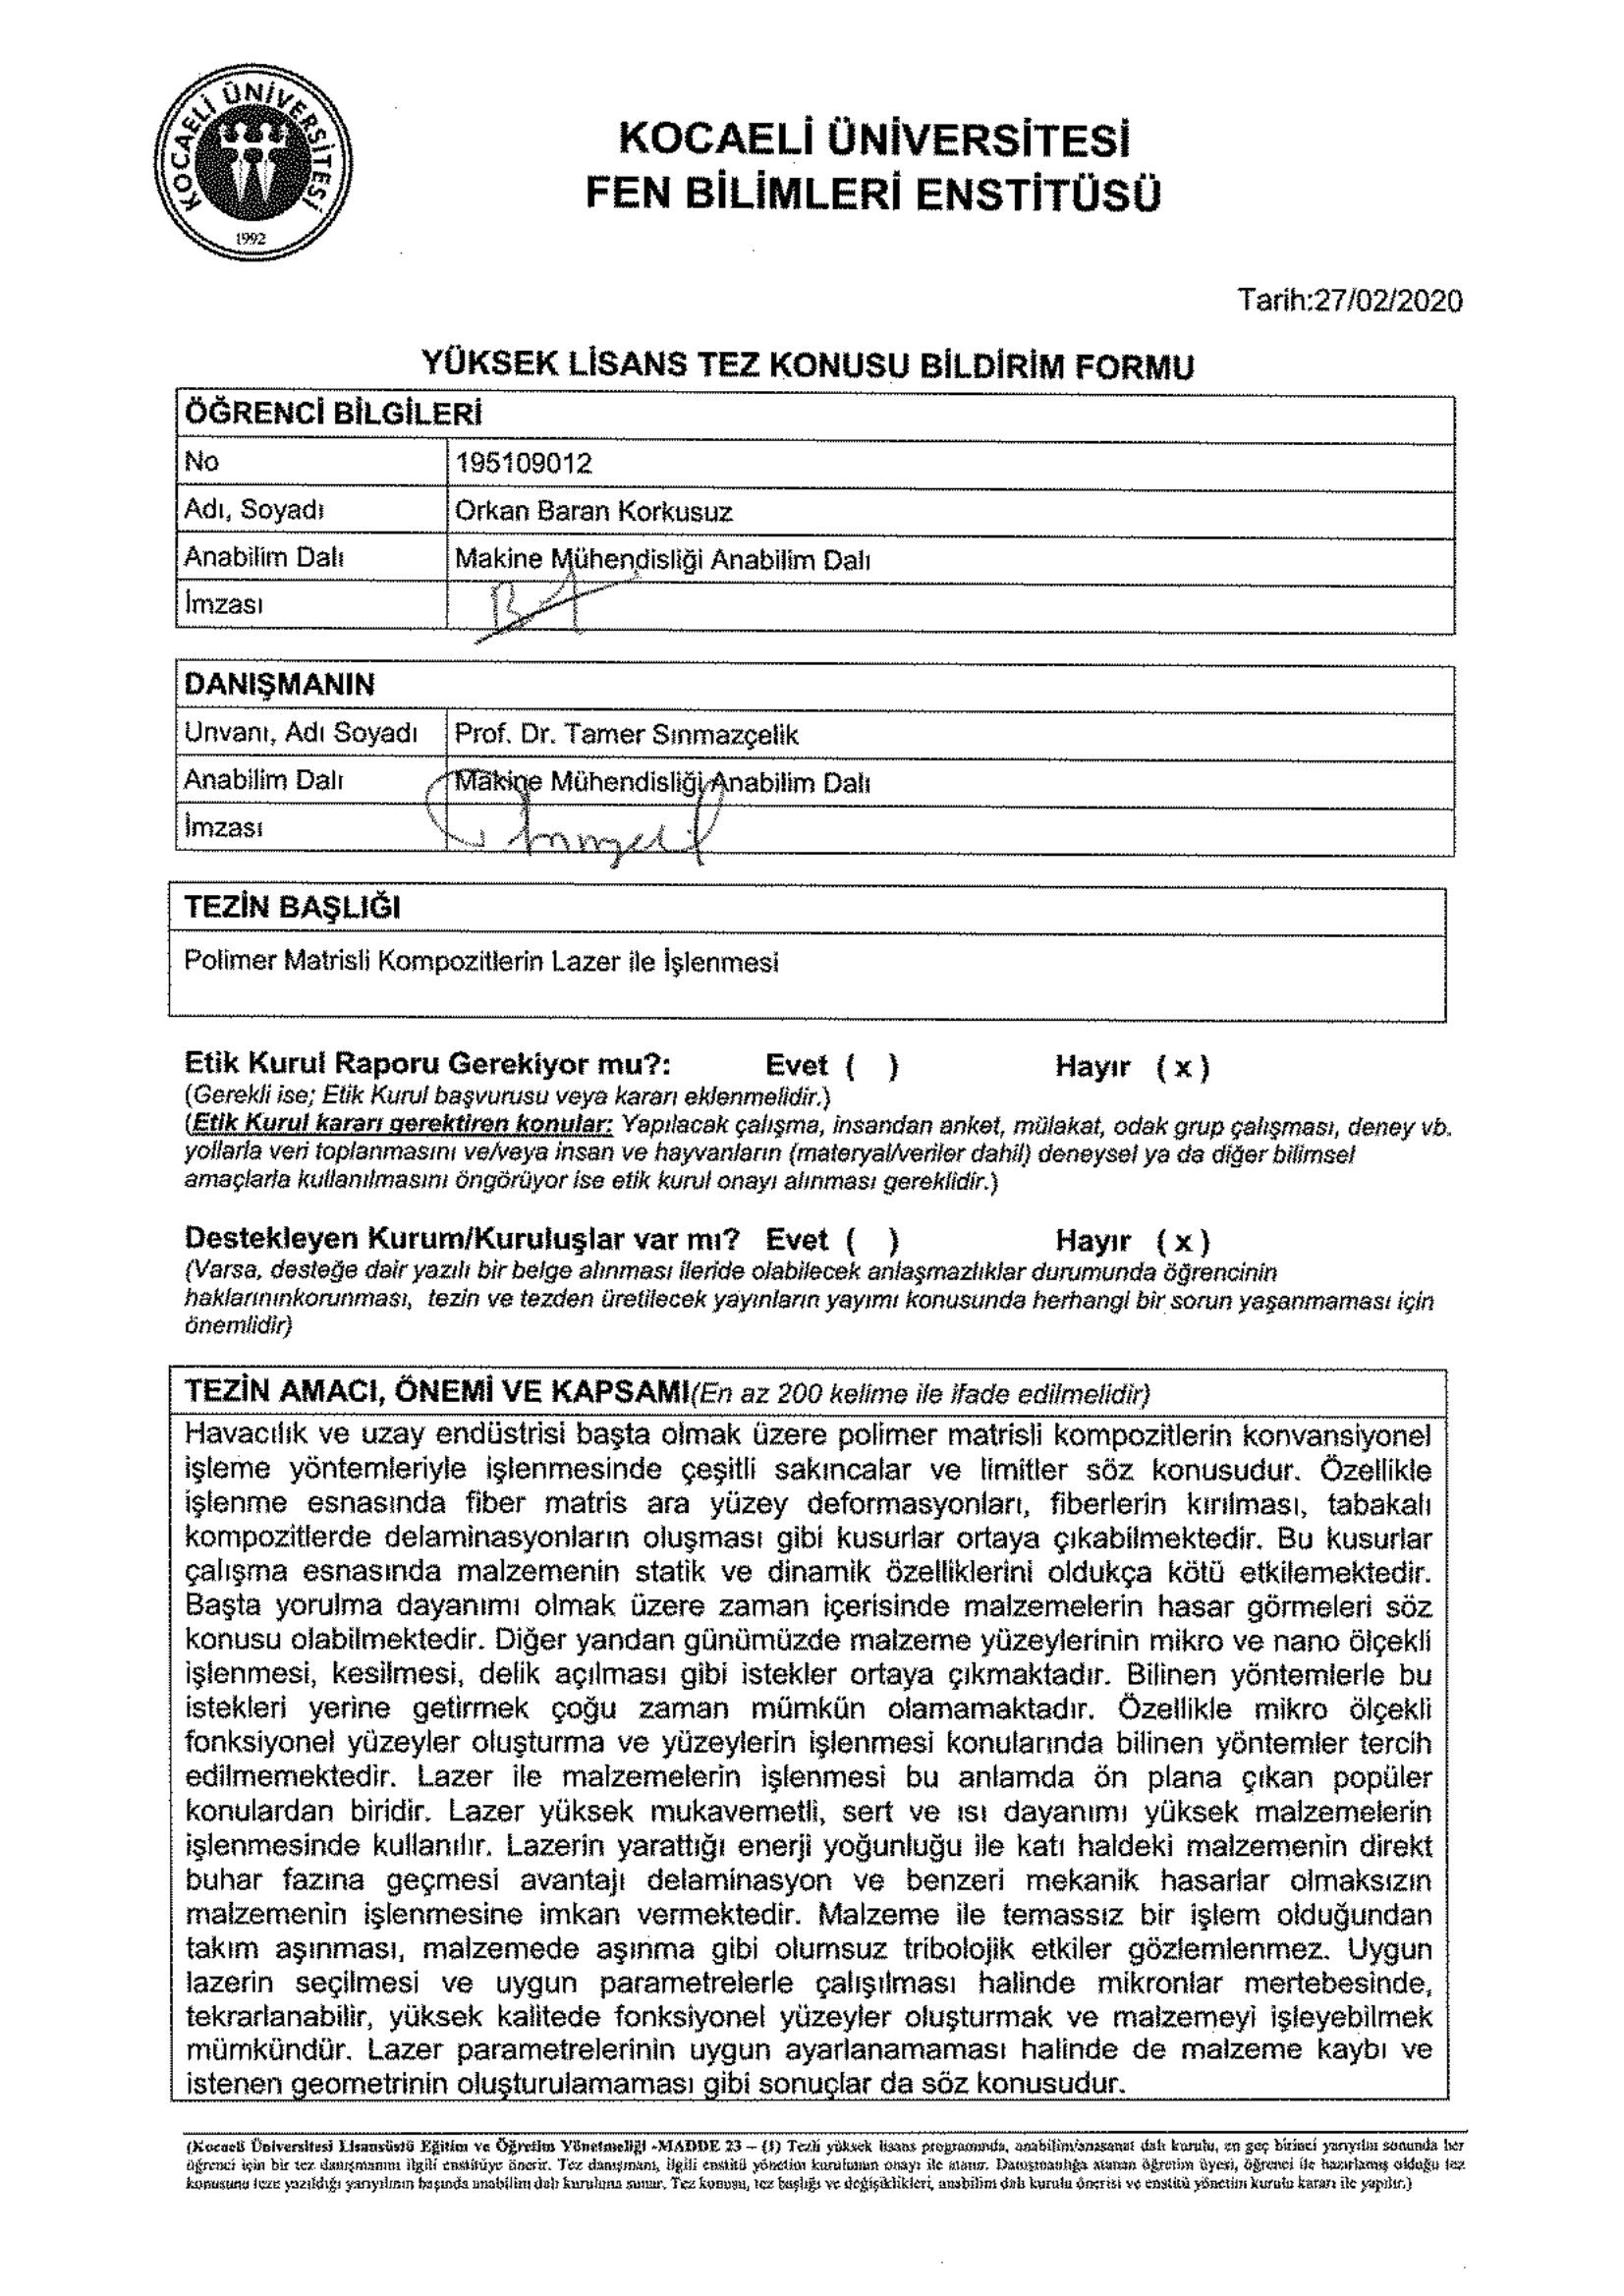 KOCAELİ ÜNİVERSİTESİ
1992
KOCAELİ ÜNİVERSİTESİ
FEN BİLİMLERİ ENSTİTÜSÜ
Tarih:27/02/2020
YÜKSEK LİSANS TEZ KONUSU BİLDİRİM FORMU
ÖĞRENCİ BİLGİLERİ
No 195109012
Adı, Soyadı Orkan Baran Korkusuz
Anabilim Dalı Makine Mühendisliği Anabilim Dalı
İmzası
DANIŞMANIN
Unvanı, Adı Soyadı Prof. Dr. Tamer Sınmazçelik
Anabilim Dalı Makine Mühendisliği Anabilim Dalı
İmzası
TEZİN BAŞLIĞI
Polimer Matrisli Kompozitlerin Lazer ile İşlenmesi
Etik Kurul Raporu Gerekiyor mu?: Evet ( ) Hayır (x)
(Gerekli ise; Etik Kurul başvurusu veya kararı eklenmelidir.)
(Etik Kurul kararı gerektiren konular: Yapılacak çalışma, insandan anket, mülakat, odak grup çalışması, deney vb.
yollarla veri toplanmasını ve/veya insan ve hayvanların (materyal/veriler dahil) deneysel ya da diğer bilimsel
amaçlarla kullanılmasını öngörüyor ise etik kurul onayı alınması gereklidir.)
Destekleyen Kurum/Kuruluşlar var mı? Evet ( ) Hayır (x)
(Varsa, desteğe dair yazılı bir belge alınması ileride olabilecek anlaşmazlıklar durumunda öğrencinin
haklarınınkorunması, tezin ve tezden üretilecek yayınların yayımı konusunda herhangi bir sorun yaşanmaması için
önemlidir)
TEZİN AMACI, ÖNEMİ VE KAPSAMI(En az 200 kelime ile ifade edilmelidir)
Havacılık ve uzay endüstrisi başta olmak üzere polimer matrisli kompozitlerin konvansiyonel
işleme yöntemleriyle işlenmesinde çeşitli sakıncalar ve limitler söz konusudur. Özellikle
işlenme esnasında fiber matris ara yüzey deformasyonları, fiberlerin kırılması, tabakalı
kompozitlerde delaminasyonların oluşması gibi kusurlar ortaya çıkabilmektedir. Bu kusurlar
çalışma esnasında malzemenin statik ve dinamik özelliklerini oldukça kötü etkilemektedir.
Başta yorulma dayanımı olmak üzere zaman içerisinde malzemelerin hasar görmeleri söz
konusu olabilmektedir. Diğer yandan günümüzde malzeme yüzeylerinin mikro ve nano ölçekli
işlenmesi, kesilmesi, delik açılması gibi istekler ortaya çıkmaktadır. Bilinen yöntemlerle bu
istekleri yerine getirmek çoğu zaman mümkün olamamaktadır. Özellikle mikro ölçekli
fonksiyonel yüzeyler oluşturma ve yüzeylerin işlenmesi konularında bilinen yöntemler tercih
edilmemektedir. Lazer ile malzemelerin işlenmesi bu anlamda ön plana çıkan popüler
konulardan biridir. Lazer yüksek mukavemetli, sert ve ısı dayanımı yüksek malzemelerin
işlenmesinde kullanılır. Lazerin yarattığı enerji yoğunluğu ile katı haldeki malzemenin direkt
buhar fazına geçmesi avantajı delaminasyon ve benzeri mekanik hasarlar olmaksızın
malzemenin işlenmesine imkan vermektedir. Malzeme ile temassız bir işlem olduğundan
takım aşınması, malzemede aşınma gibi olumsuz tribolojik etkiler gözlemlenmez. Uygun
lazerin seçilmesi ve uygun parametrelerle çalışılması halinde mikronlar mertebesinde,
tekrarlanabilir, yüksek kalitede fonksiyonel yüzeyler oluşturmak ve malzemeyi işleyebilmek
mümkündür. Lazer parametrelerinin uygun ayarlanamaması halinde de malzeme kaybı ve
istenen geometrinin oluşturulamaması gibi sonuçlar da söz konusudur.
(Kocaeli Üniversitesi Lisansüstü Eğitim ve Öğretim Yönetmeliği -MADDE 23 – (1) Tezli yüksek lisans programında, anabilim/anasanat dalı kurulu, en geç birinci yarıyılın sonunda her
öğrenci için bir tez danışmanını ilgili enstitüye önerir. Tez danışmanı, ilgili enstitü yönetim kurulunun onayı ile atanır. Danışmanlığa atanan öğretim üyesi, öğrenci ile hazırlamış olduğu tez
konusunu teze yazıldığı yarıyılının başında anabilim dalı kuruluna sunar. Tez konusu, tez başlığı ve değişiklikleri, anabilim dalı kurulu önerisi ve enstitü yönetim kurulu kararı ile yapılır.)